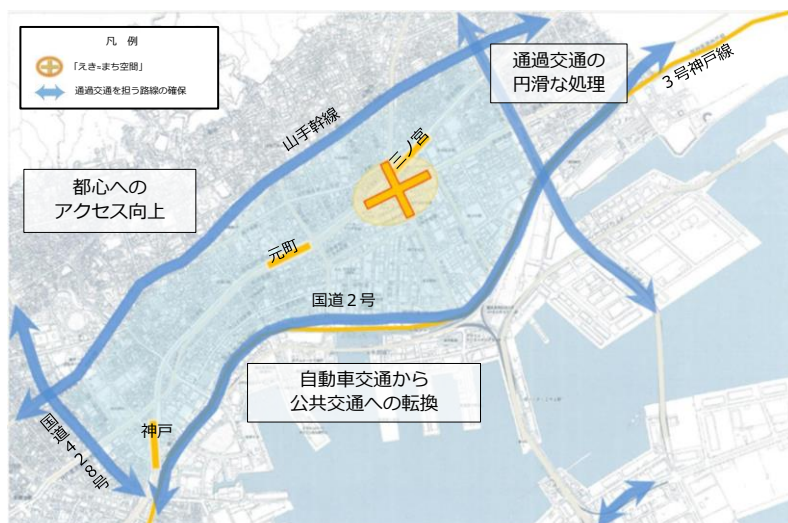 凡 例
「えき≈まち空間」
通過交通を担う路線の確保
通過交通の
円滑な処理
3号神戸線
山手幹線
三ノ宮
都心への
アクセス向上
元町
国道2号
自動車交通から
公共交通への転換
神戸
国道428号